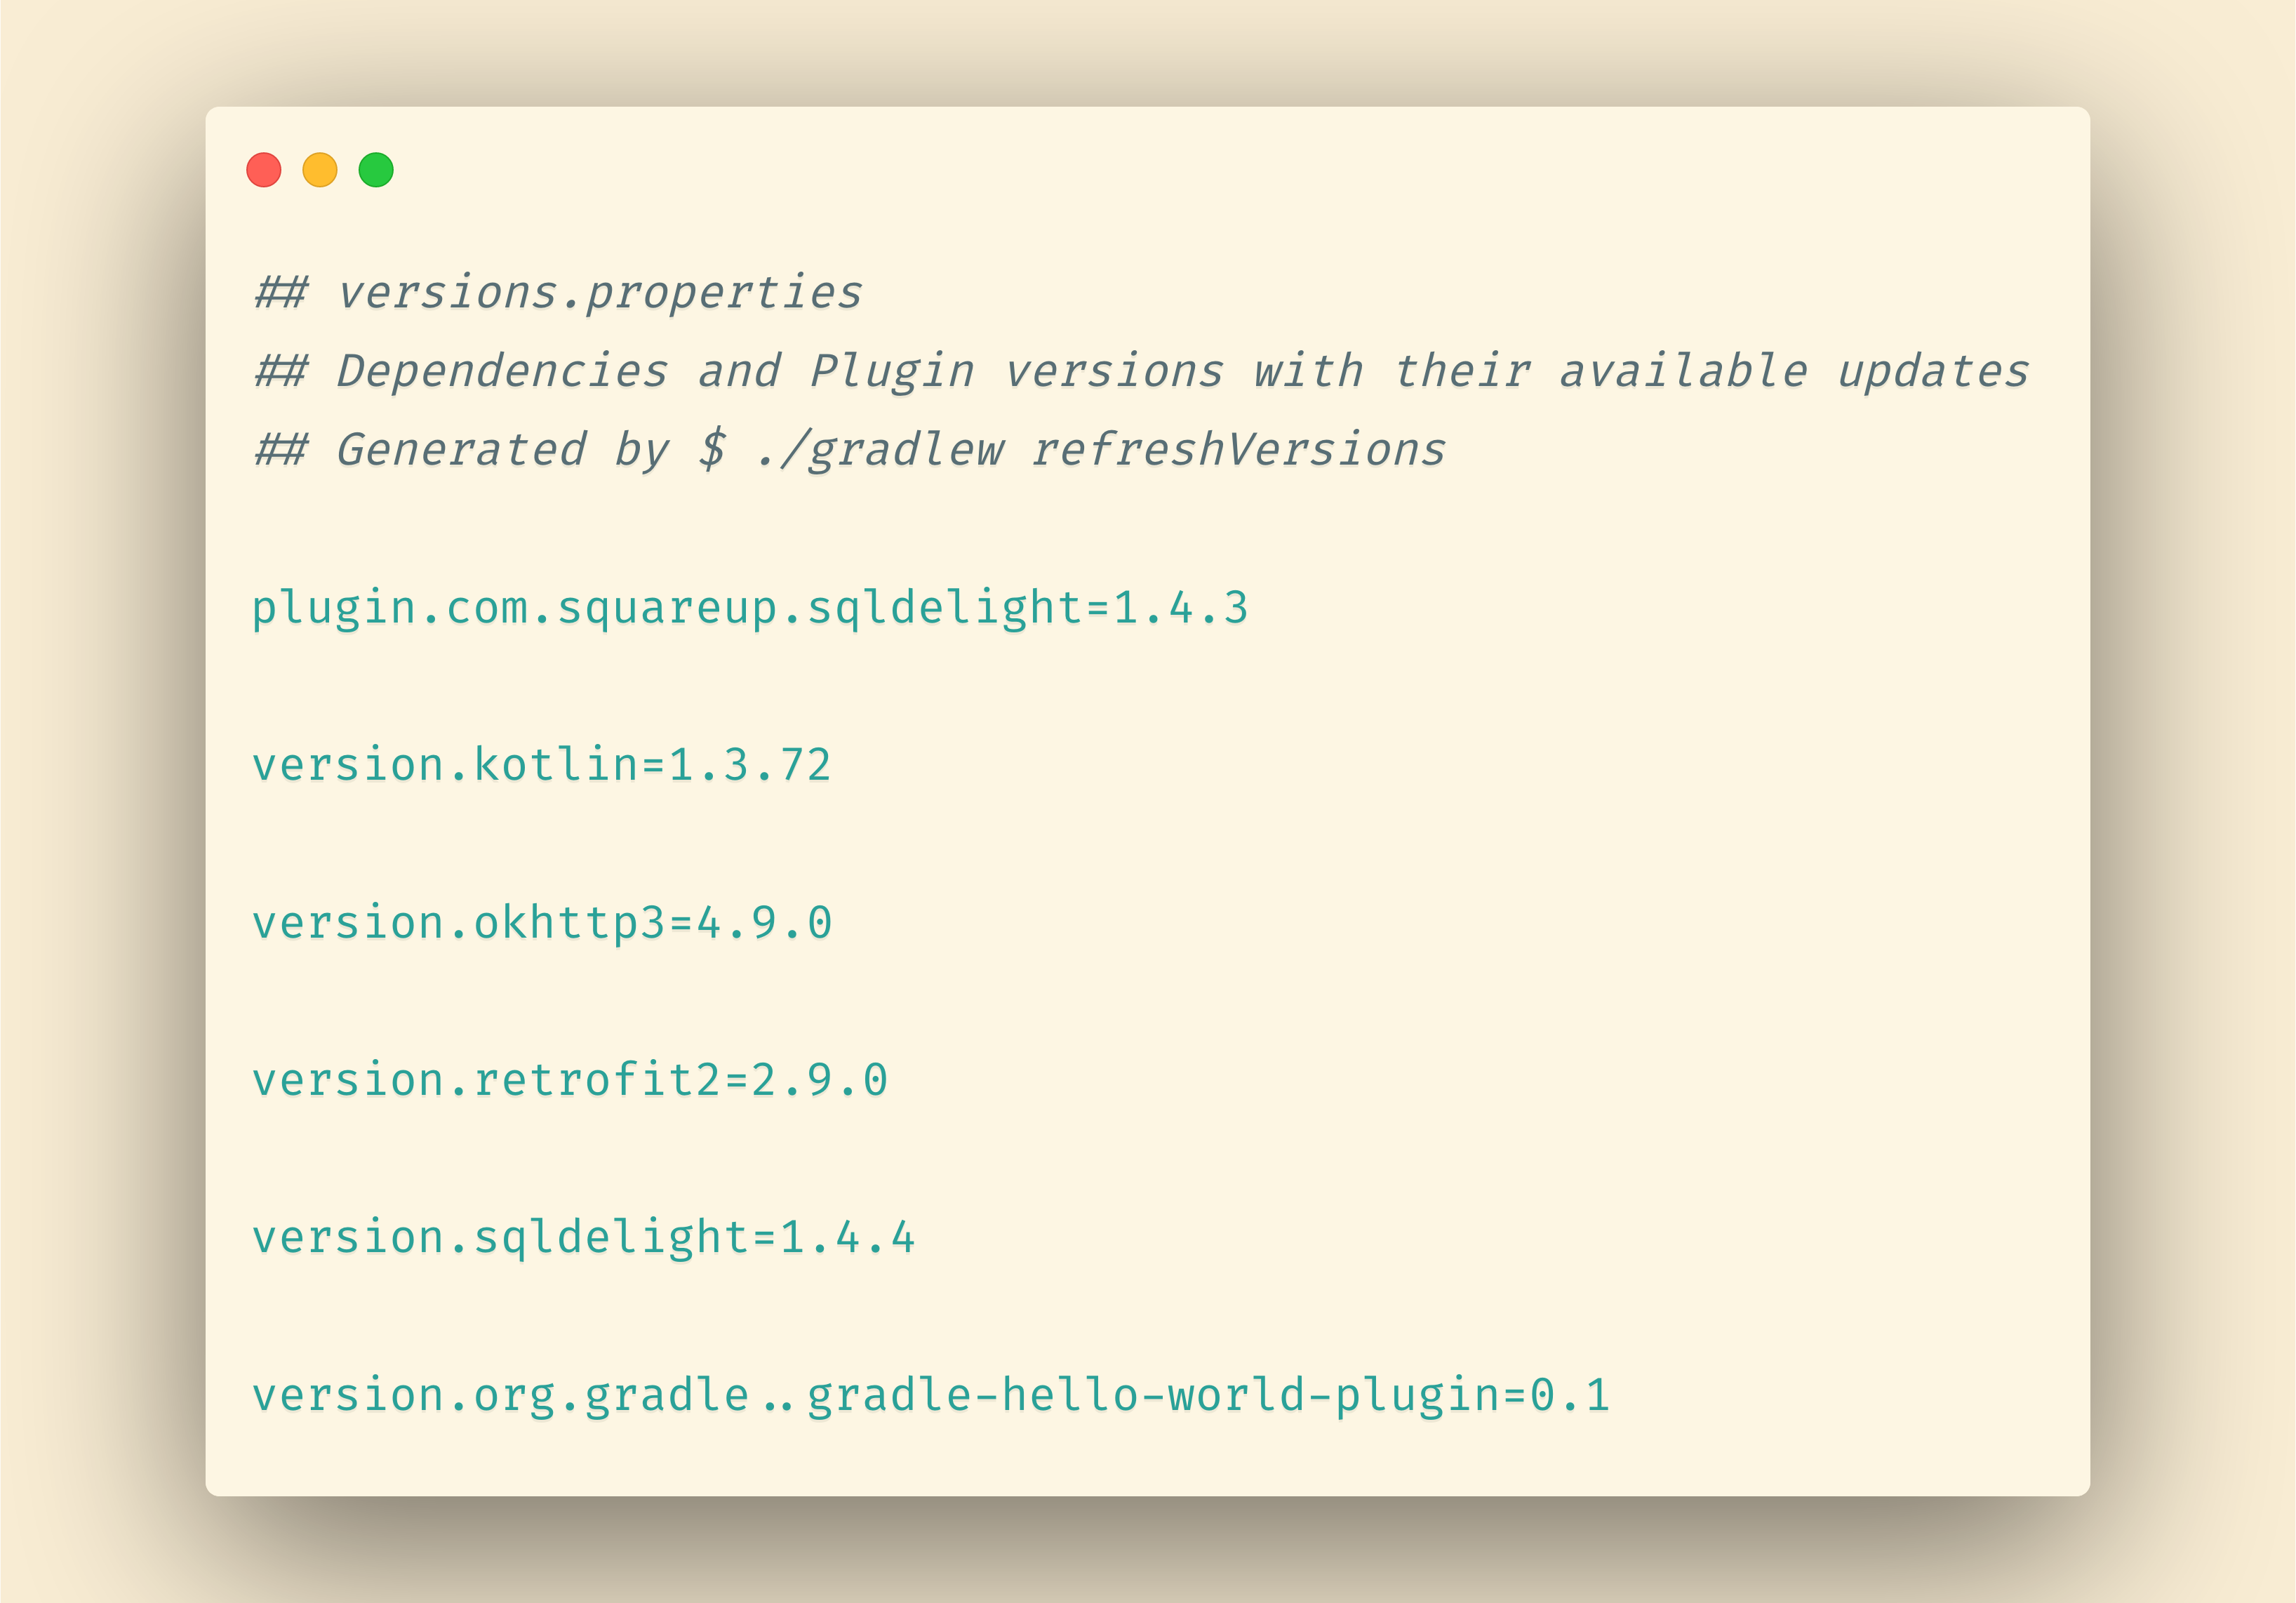 ## versions.properties
## Dependencies and Plugin versions with their available updates
## Generated by $ ./gradlew refreshVersions
plugin.com.squareup.sqldelight=1.4.3
version.kotlin=1.3.72
version.okhttp3=4.9.0
version.retrofit2=2.9.0
version.sqldelight=1.4.4
version.org.gradle..gradle-hello-world-plugin=0.1